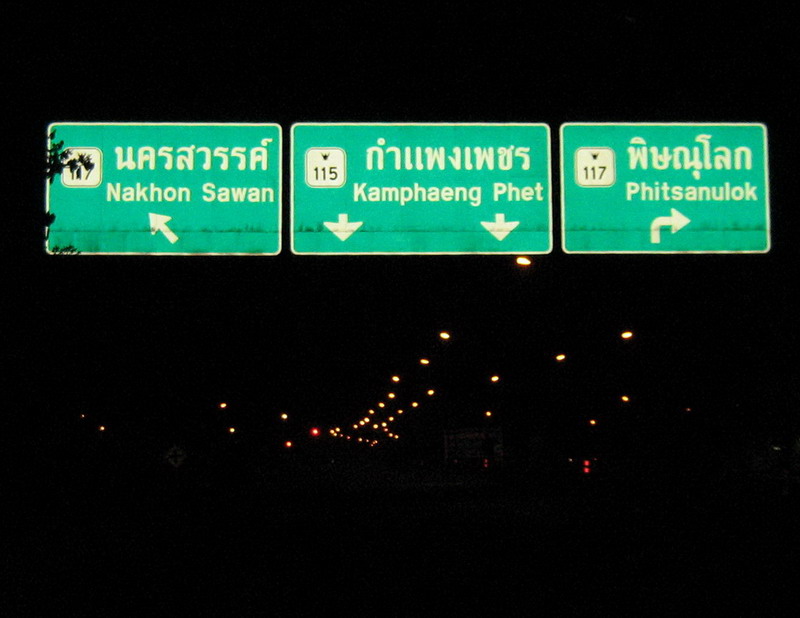 117
นครสวรรค์
Nakhon Sawan
115
กำแพงเพชร
Kamphaeng Phet
117
พิษณุโลก
Phitsanulok